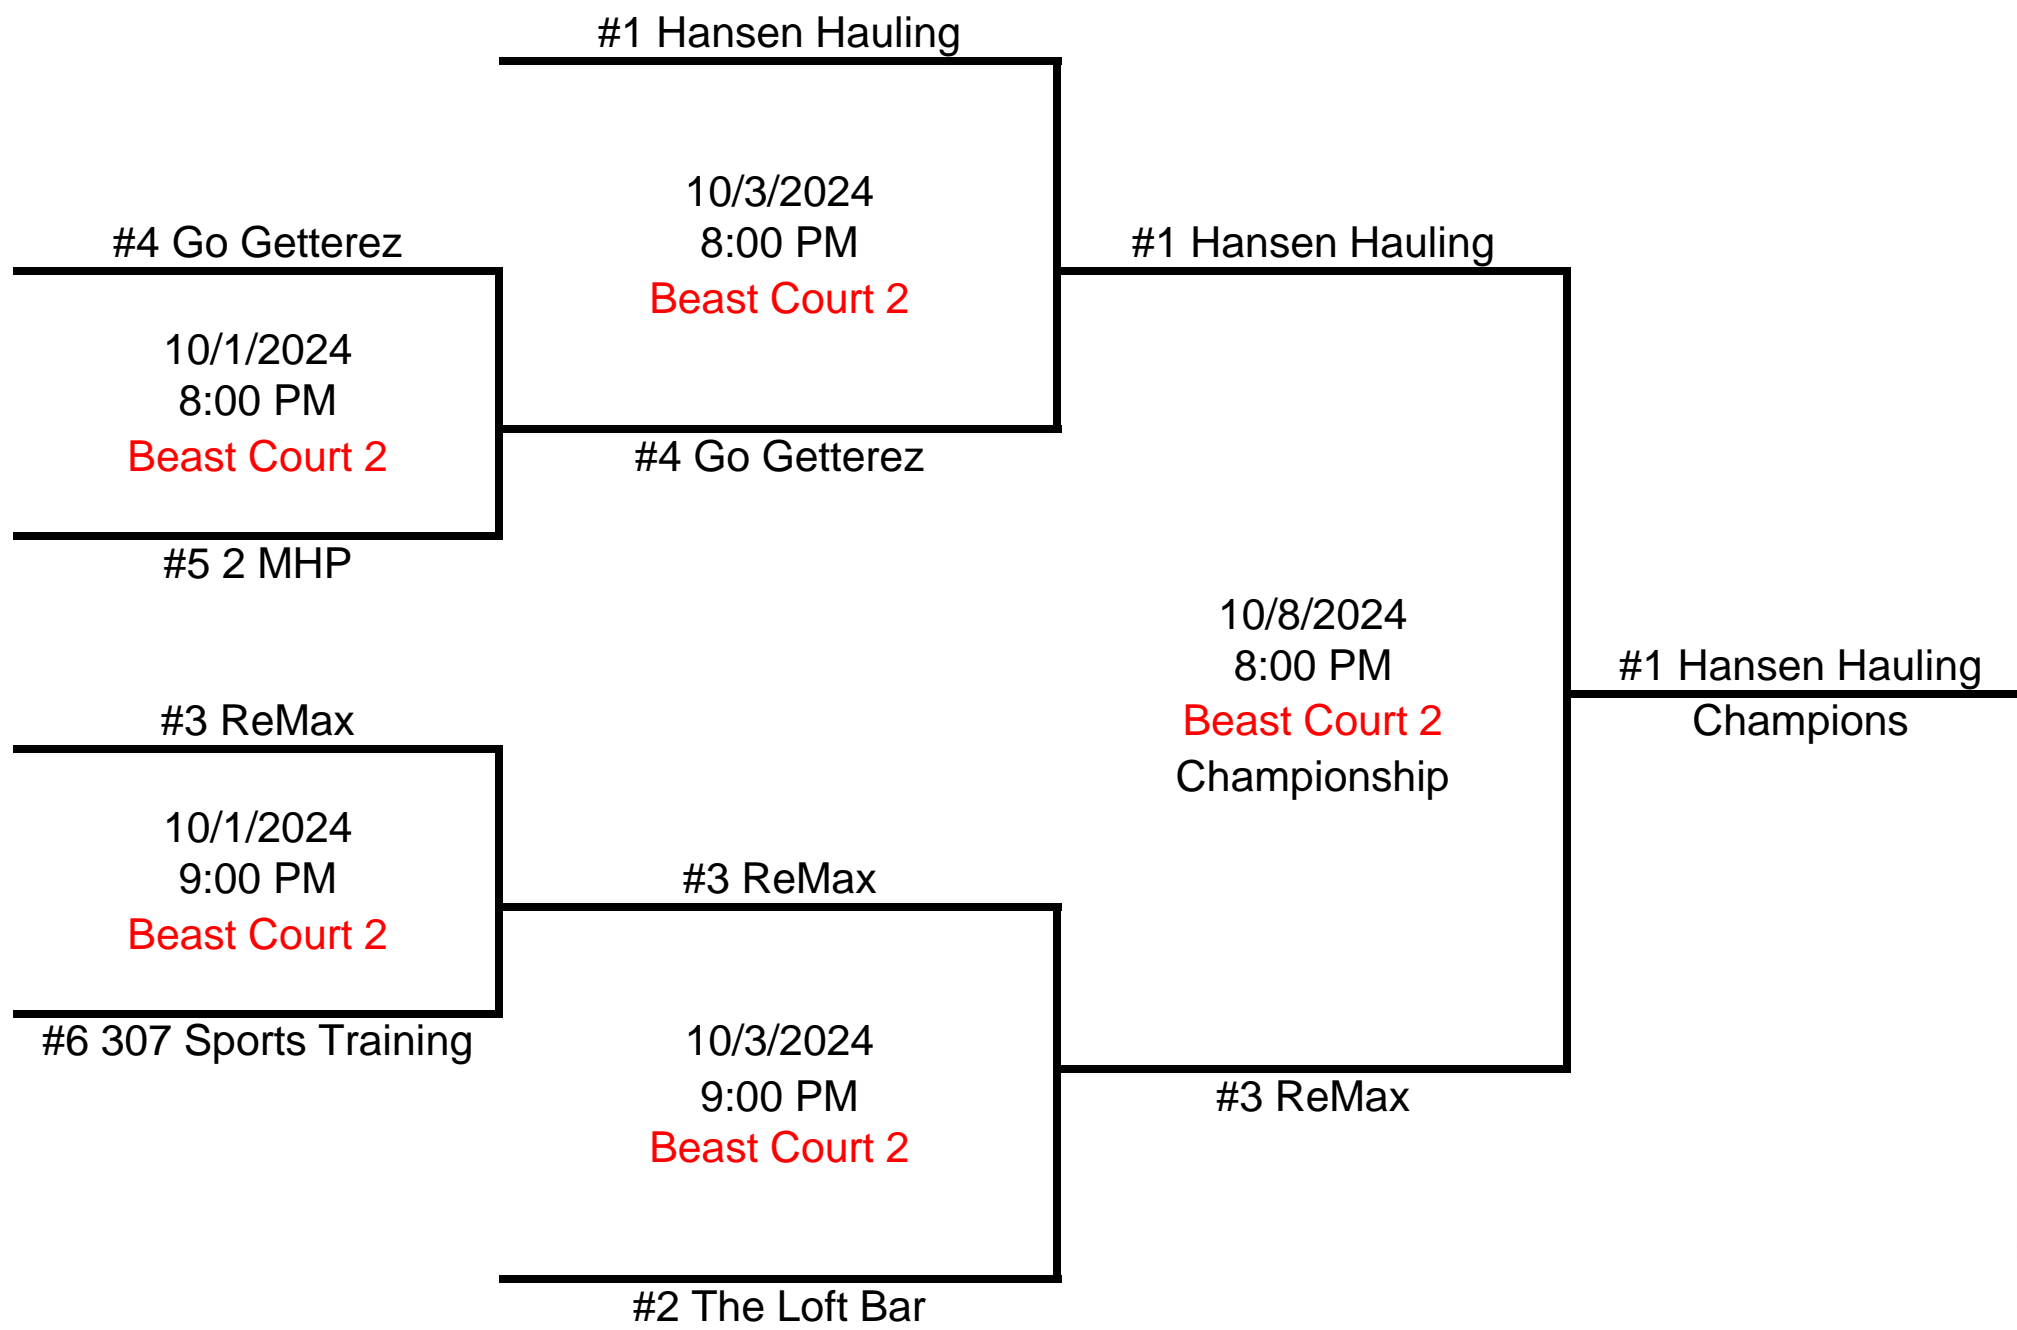 #1 Hansen Hauling
10/3/2024
8:00 PM
Beast Court 2
#4 Go Getterez
10/1/2024
8:00 PM
Beast Court 2
#5 2 MHP
#4 Go Getterez
#1 Hansen Hauling
10/8/2024
8:00 PM
Beast Court 2
Championship
#1 Hansen Hauling
Champions
#3 ReMax
10/1/2024
9:00 PM
Beast Court 2
#6 307 Sports Training
#3 ReMax
10/3/2024
9:00 PM
Beast Court 2
#3 ReMax
#2 The Loft Bar